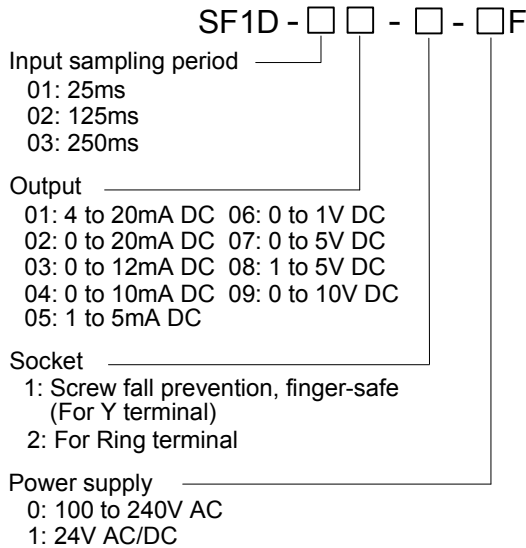 SF1D - □ □ - □ - □F
Input sampling period
01: 25ms
02: 125ms
03: 250ms
Output
01: 4 to 20mA DC 06: 0 to 1V DC
02: 0 to 20mA DC 07: 0 to 5V DC
03: 0 to 12mA DC 08: 1 to 5V DC
04: 0 to 10mA DC 09: 0 to 10V DC
05: 1 to 5mA DC
Socket
1: Screw fall prevention, finger-safe
(For Y terminal)
2: For Ring terminal
Power supply
0: 100 to 240V AC
1: 24V AC/DC